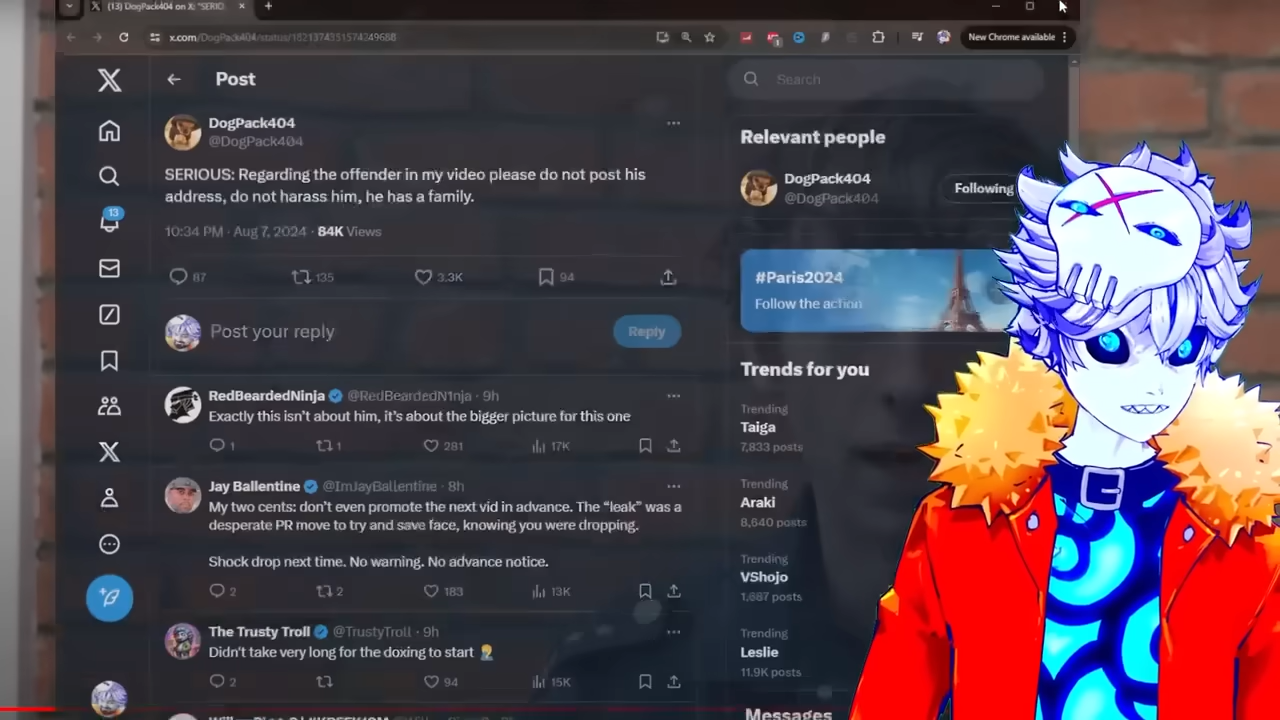 (13) DogPack404 on X: "SERIO
x.com/DogPack404/status/1821374351574249688
New Chrome available
Post
Search
DogPack404
@DogPack404
SERIOUS: Regarding the offender in my video please do not post his
address, do not harass him, he has a family.
10:34 PM · Aug 7, 2024 · 84K Views
87
135
3.3K
94
Post your reply
Reply
RedBeardedNinja @RedBeardedN1nja · 9h
Exactly this isn't about him, it's about the bigger picture for this one
1
1
281
17K
Jay Ballentine @ImJayBallentine · 8h
My two cents: don't even promote the next vid in advance. The "leak" was a
desperate PR move to try and save face, knowing you were dropping.
Shock drop next time. No warning. No advance notice.
2
2
183
13K
The Trusty Troll @TrustyTroll · 9h
Didn't take very long for the doxing to start
2
94
15K
13
Relevant people
DogPack404
@DogPack404
Following
#Paris2024
Follow the action
Trends for you
Trending
Taiga
7,833 posts
Trending
Araki
8,640 posts
Trending
VShojo
1,687 posts
Trending
Leslie
11.9K posts
Messages